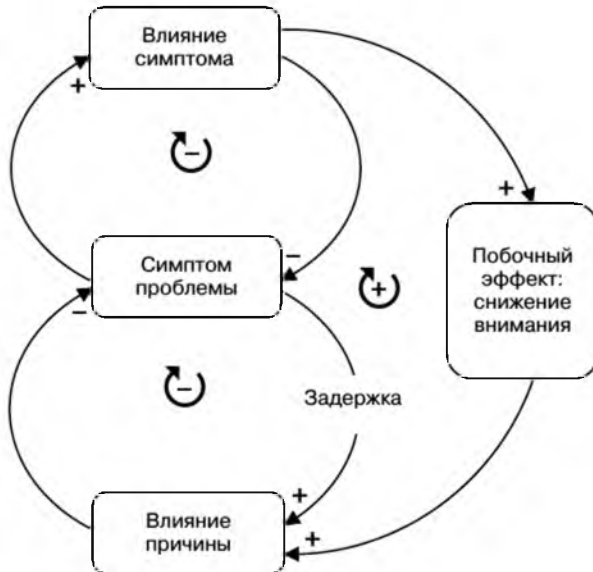 Влияние
симптома
+
–
+
–
Симптом
проблемы
+
Побочный
эффект:
снижение
внимания
–
–
Задержка
+
+
Влияние
причины